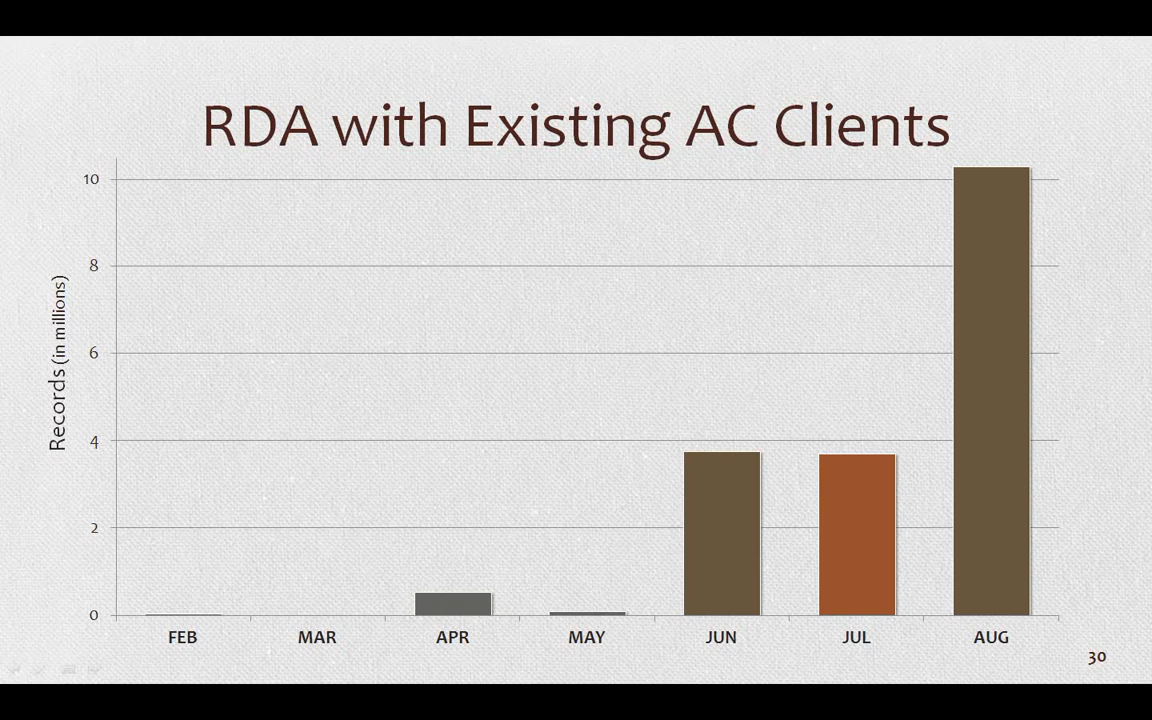 RDA with Existing AC Clients
Records (in millions)
10
8
6
4
2
0
FEB MAR APR MAY JUN JUL AUG
30